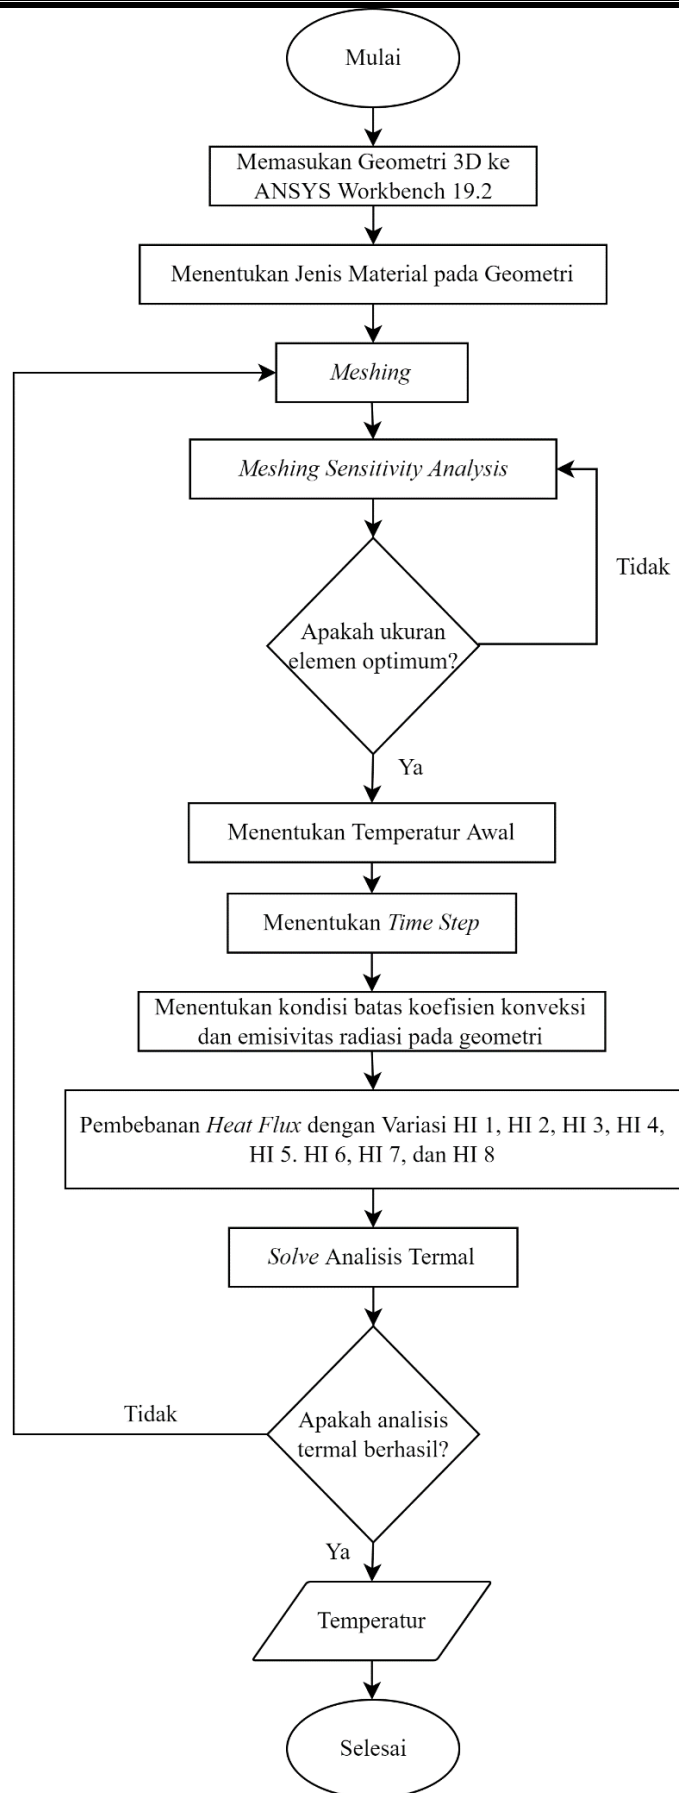 Mulai
Memasukan Geometri 3D ke
ANSYS Workbench 19.2
Menentukan Jenis Material pada Geometri
Meshing
Meshing Sensitivity Analysis
Tidak
Apakah ukuran
elemen optimum?
Ya
Menentukan Temperatur Awal
Menentukan Time Step
Menentukan kondisi batas koefisien konveksi
dan emisivitas radiasi pada geometri
Pembebanan Heat Flux dengan Variasi HI 1, HI 2, HI 3, HI 4,
HI 5. HI 6, HI 7, dan HI 8
Solve Analisis Termal
Tidak
Apakah analisis
termal berhasil?
Ya
Temperatur
Selesai